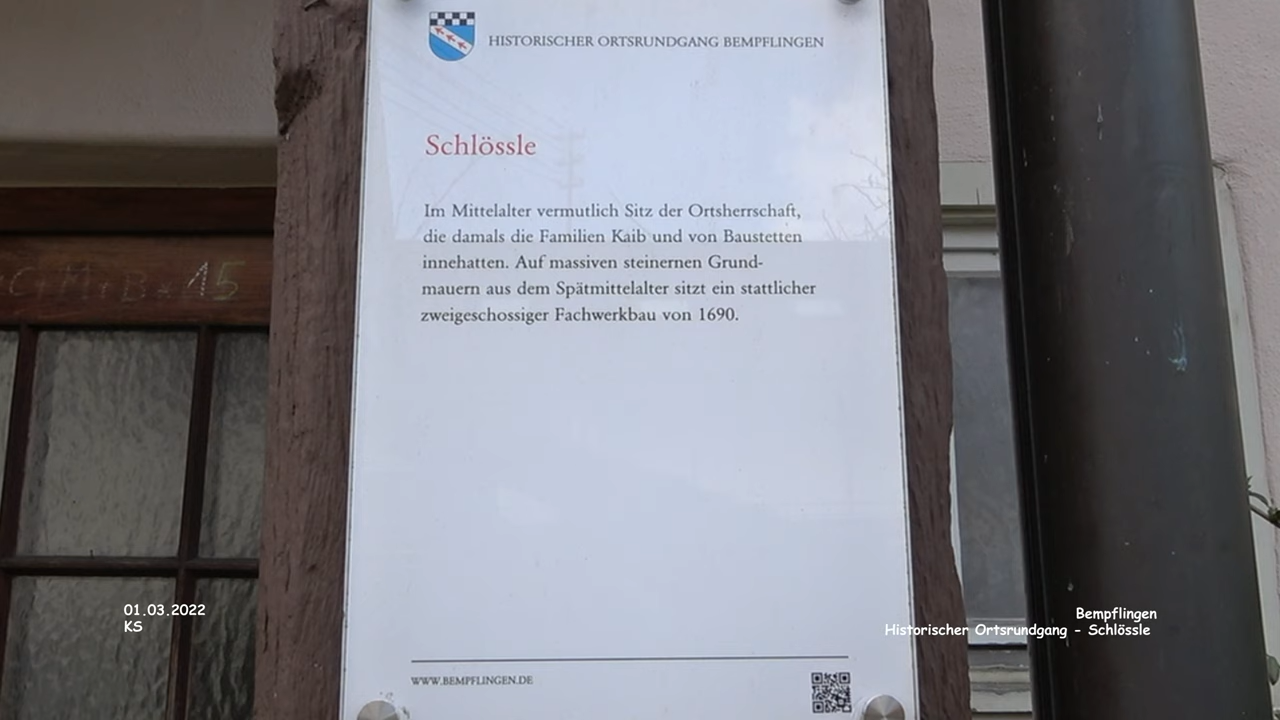 HISTORISCHER ORTSRUNDGANG BEMPFLINGEN
Schlössle
Im Mittelalter vermutlich Sitz der Ortsherrschaft,
die damals die Familien Kaib und von Baustetten
innehatten. Auf massiven steinernen Grund-
mauern aus dem Spätmittelalter sitzt ein stattlicher
zweigeschossiger Fachwerkbau von 1690.
M + B * 15
01.03.2022
KS
Bempflingen
Historischer Ortsrundgang - Schlössle
WWW.BEMPFLINGEN.DE